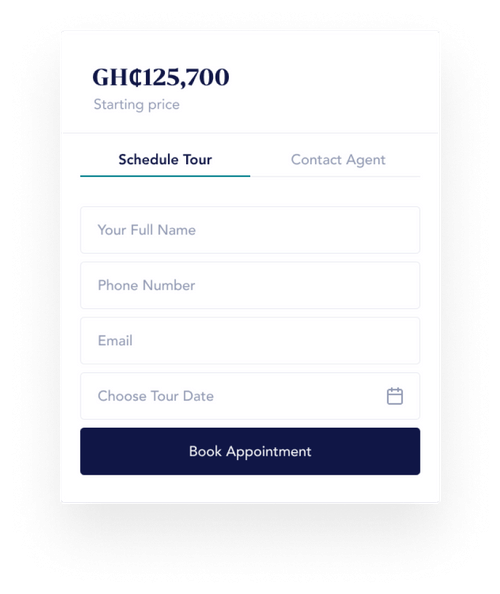 GH₵125,700
Starting price
Schedule Tour
Contact Agent
Your Full Name
Phone Number
Email
Choose Tour Date
Book Appointment